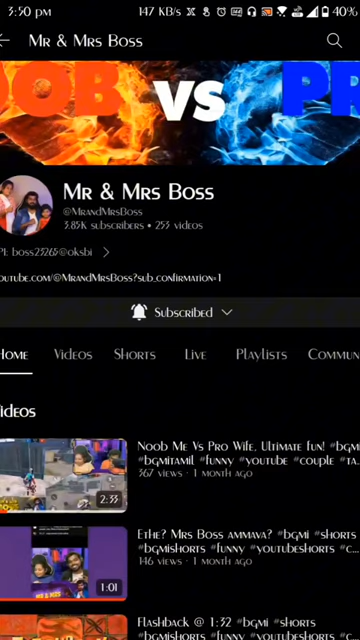 3:30 PM 147 KB/s 40%
Mr & Mrs Boss
OOB VS PR
Mr & Mrs Boss
@MrandMrsBoss
3.85K subscribers • 253 videos
PI: boss23265@oksbi
outube.com/@MrandMrsBoss?sub_confirmation=1
Subscribed
Home Videos Shorts Live Playlists Commun
Videos
Noob Me Vs Pro Wife, Ultimate fun! #bgmi
#bgmitamil #funny #youtube #couple #ta...
367 views · 1 month ago
2:33
Ethe? Mrs Boss ammava? #bgmi #shorts
#bgmishorts #funny #youtubeshorts #c...
146 views · 1 month ago
1:01
Flashback @ 1:32 #bgmi #shorts
#bgmishorts #funny #youtubeshorts